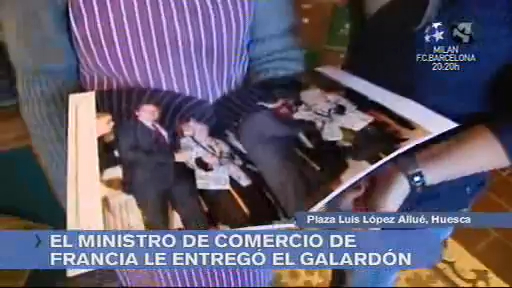 MILAN
F.C.BARCELONA
20:20h
Plaza Luis López Allué, Huesca
EL MINISTRO DE COMERCIO DE
FRANCIA LE ENTREGÓ EL GALARDÓN